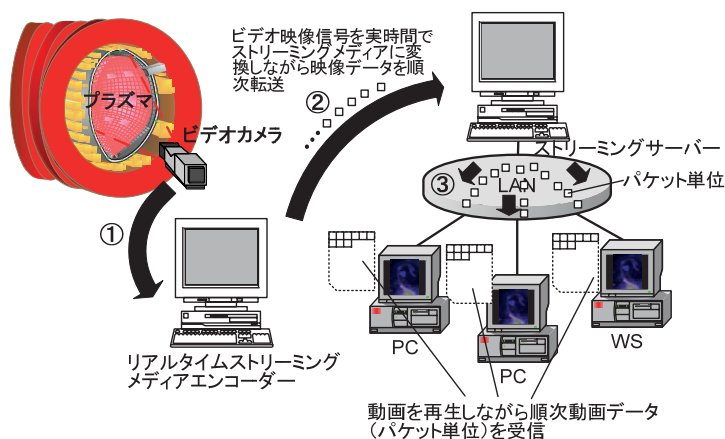 ビデオ映像信号を実時間で
ストリーミングメディアに変
換しながら映像データを順
次転送
プラズマ
②
ビデオカメラ
ストリーミングサーバー
③
LAN
パケット単位
①
PC
PC
WS
リアルタイムストリーミング
メディアエンコーダー
動画を再生しながら順次動画データ
(パケット単位)を受信